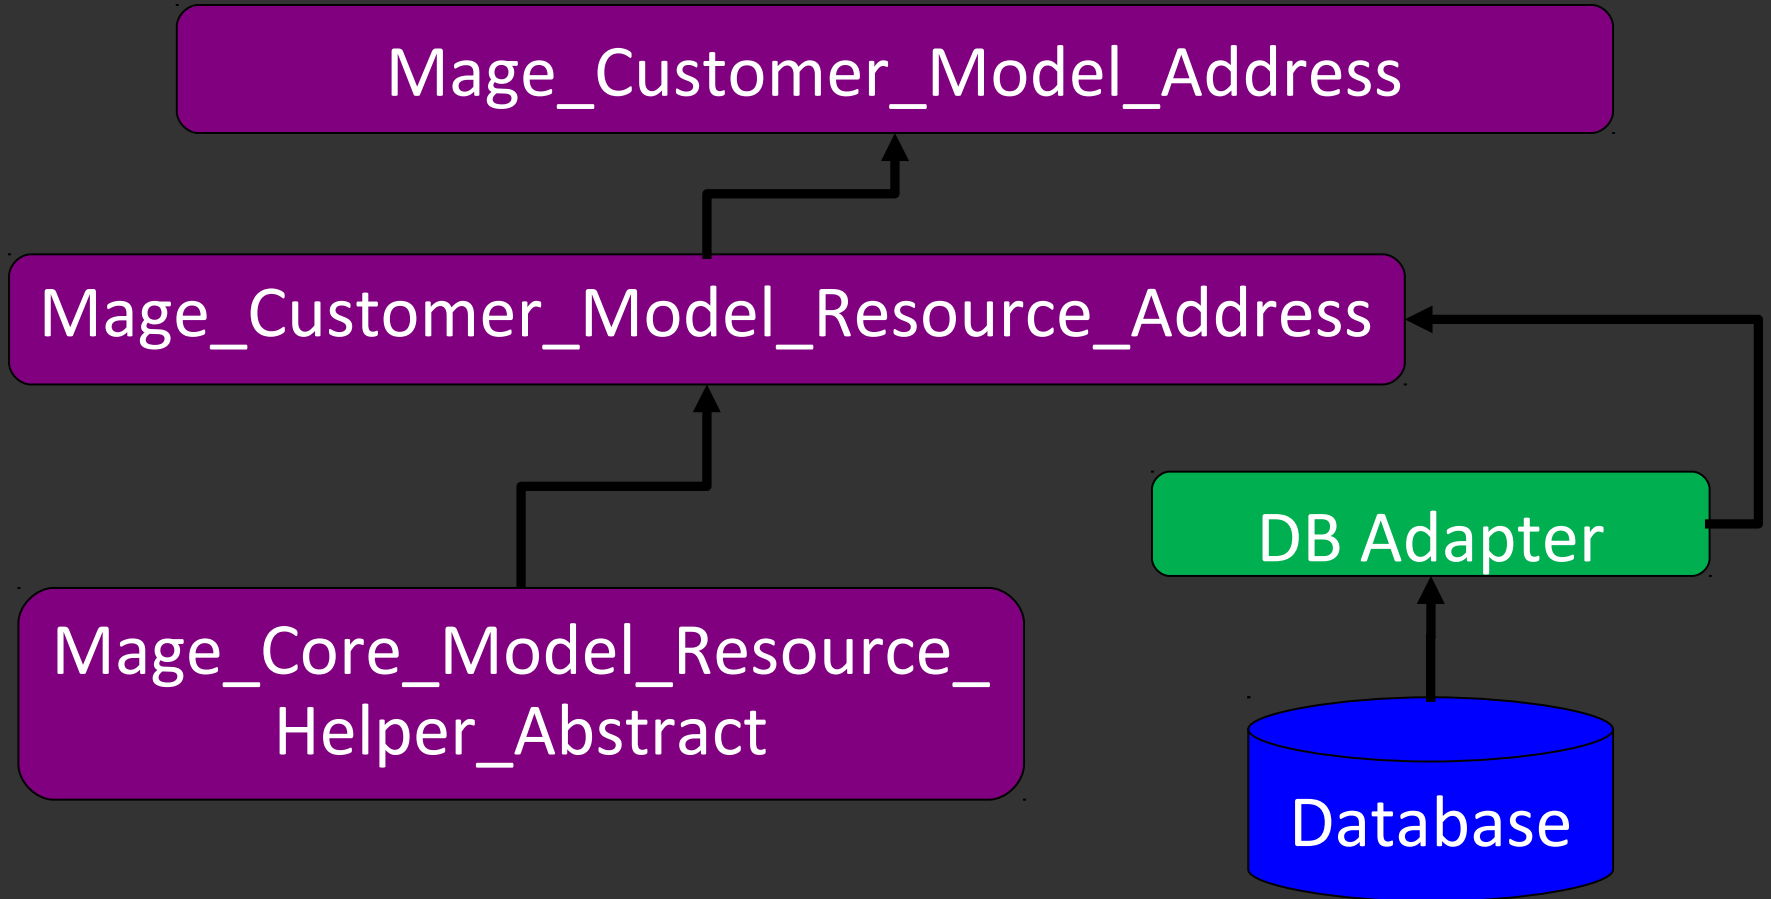 Mage_Customer_Model_Address
Mage_Customer_Model_Resource_Address
DB Adapter
Mage_Core_Model_Resource_
Helper_Abstract
Database